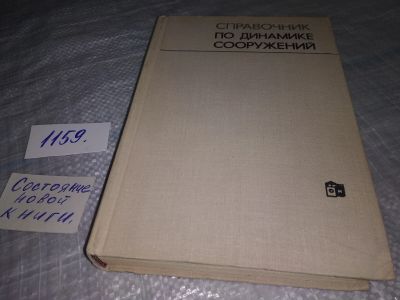 СПРАВОЧНИК
ПО ДИНАМИКЕ
СООРУЖЕНИЙ
1159.
Состояние
новой
книги.